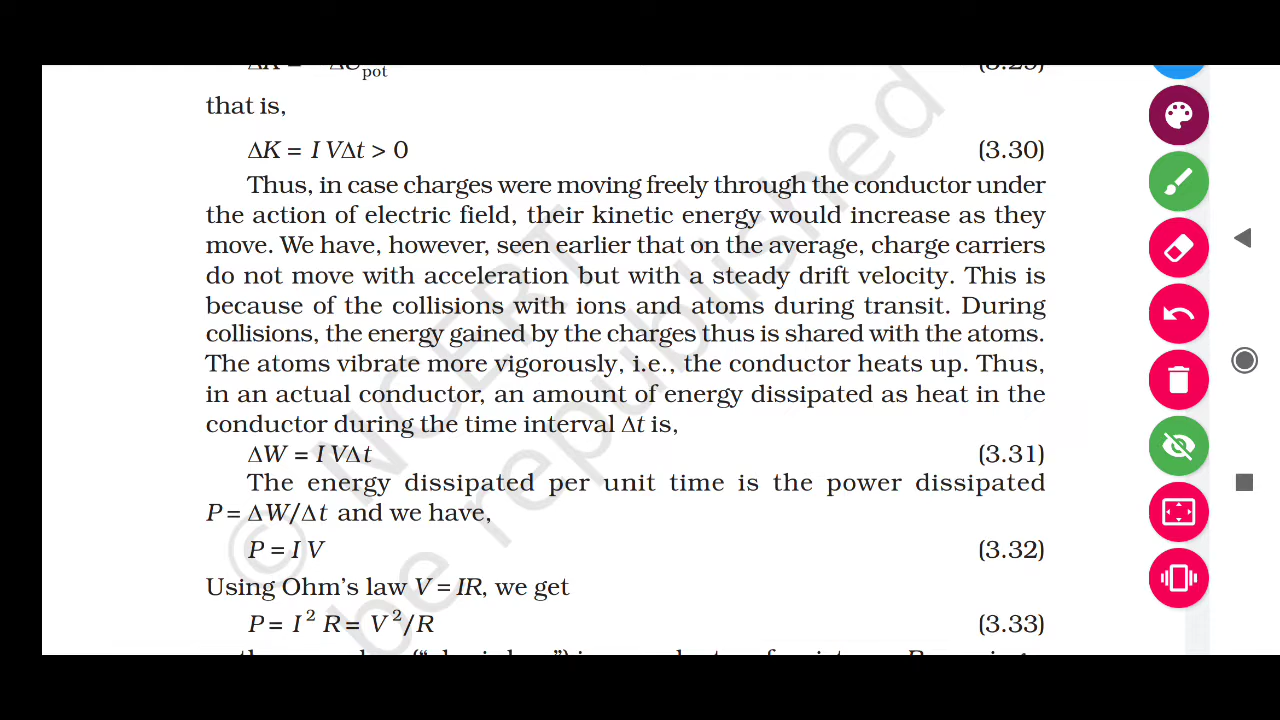 pot
that is,
ΔK = I VΔt > 0 (3.30)
Thus, in case charges were moving freely through the conductor under
the action of electric field, their kinetic energy would increase as they
move. We have, however, seen earlier that on the average, charge carriers
do not move with acceleration but with a steady drift velocity. This is
because of the collisions with ions and atoms during transit. During
collisions, the energy gained by the charges thus is shared with the atoms.
The atoms vibrate more vigorously, i.e., the conductor heats up. Thus,
in an actual conductor, an amount of energy dissipated as heat in the
conductor during the time interval Δt is,
ΔW = I VΔt (3.31)
The energy dissipated per unit time is the power dissipated
P = ΔW/Δt and we have,
P = I V (3.32)
Using Ohm's law V = IR, we get
P = I² R = V²/R (3.33)
© NCERT
be republished